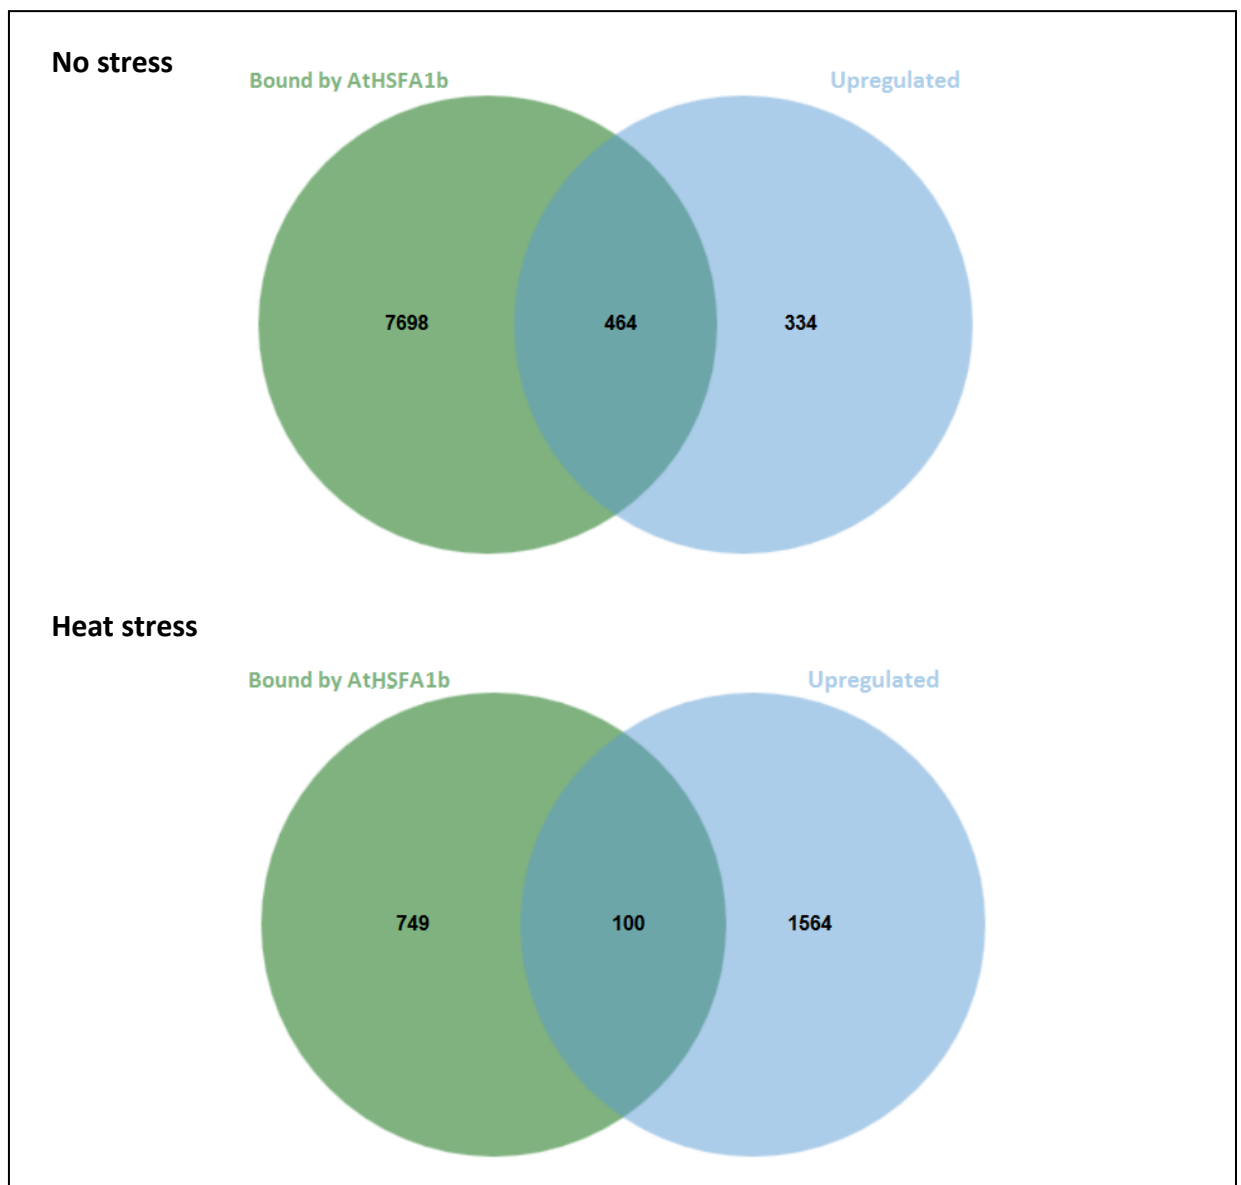 No stress
Bound by AtHSFA1b
Upregulated
7698
464
334
Heat stress
Bound by AtHSFA1b
Upregulated
749
100
1564